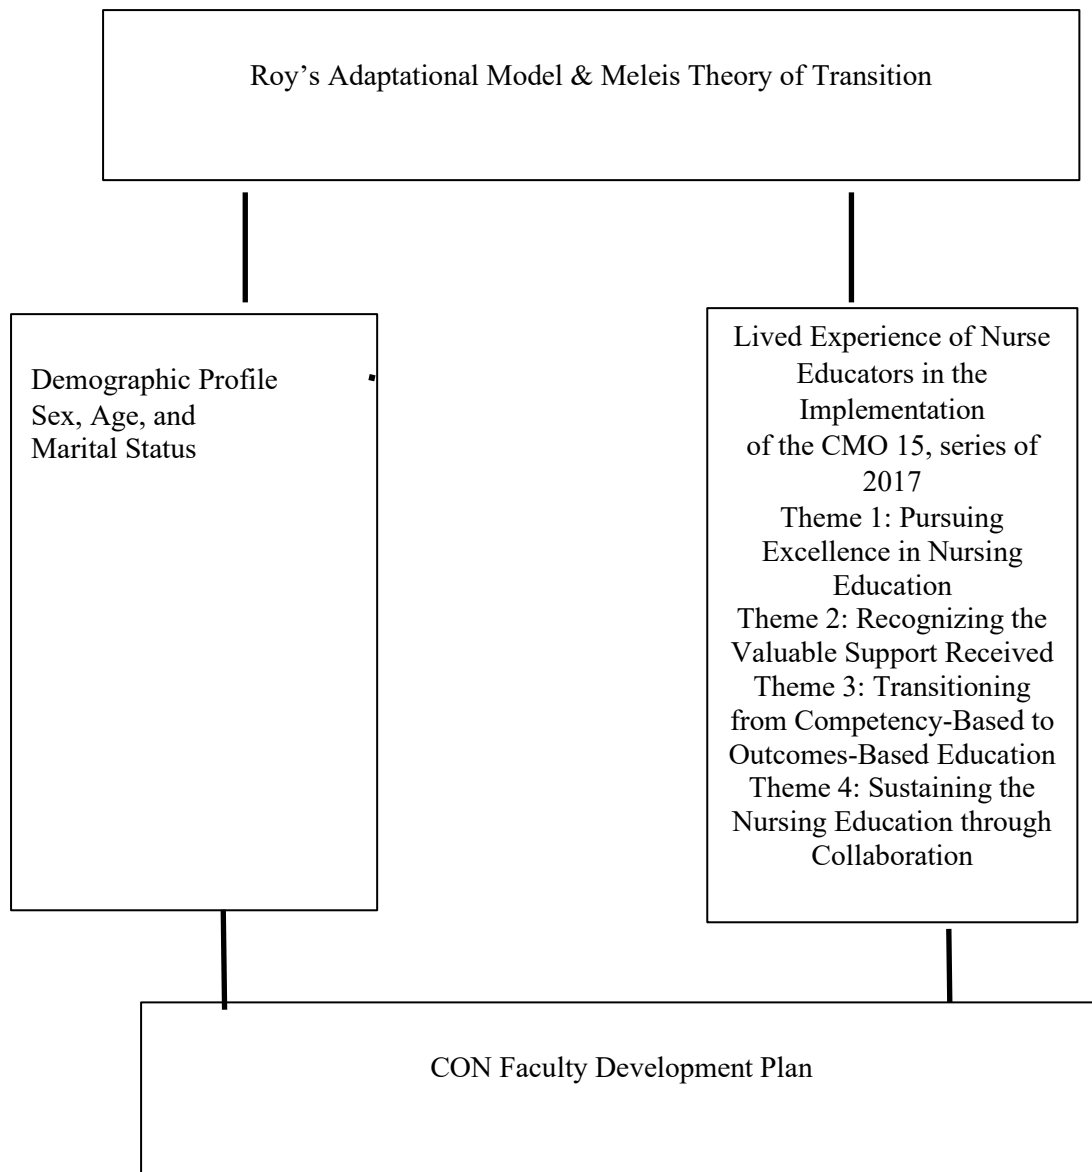 Roy’s Adaptational Model & Meleis Theory of Transition
Demographic Profile
Sex, Age, and
Marital Status
Lived Experience of Nurse
Educators in the
Implementation
of the CMO 15, series of
2017
Theme 1: Pursuing
Excellence in Nursing
Education
Theme 2: Recognizing the
Valuable Support Received
Theme 3: Transitioning
from Competency-Based to
Outcomes-Based Education
Theme 4: Sustaining the
Nursing Education through
Collaboration
CON Faculty Development Plan